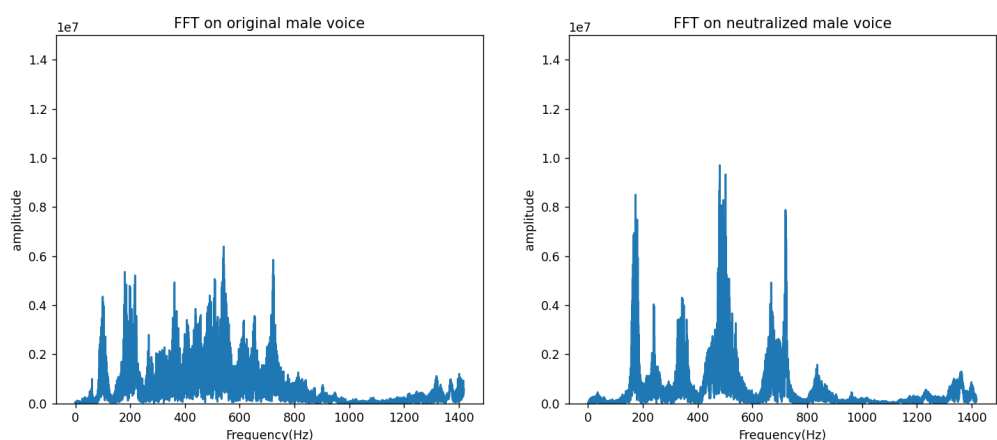 FFT on original male voice
1e7
1.4
1.2
1.0
0.8
0.6
0.4
0.2
0.0
amplitude
0 200 400 600 800 1000 1200 1400
Frequency(Hz)
FFT on neutralized male voice
1e7
1.4
1.2
1.0
0.8
0.6
0.4
0.2
0.0
amplitude
0 200 400 600 800 1000 1200 1400
Frequency(Hz)